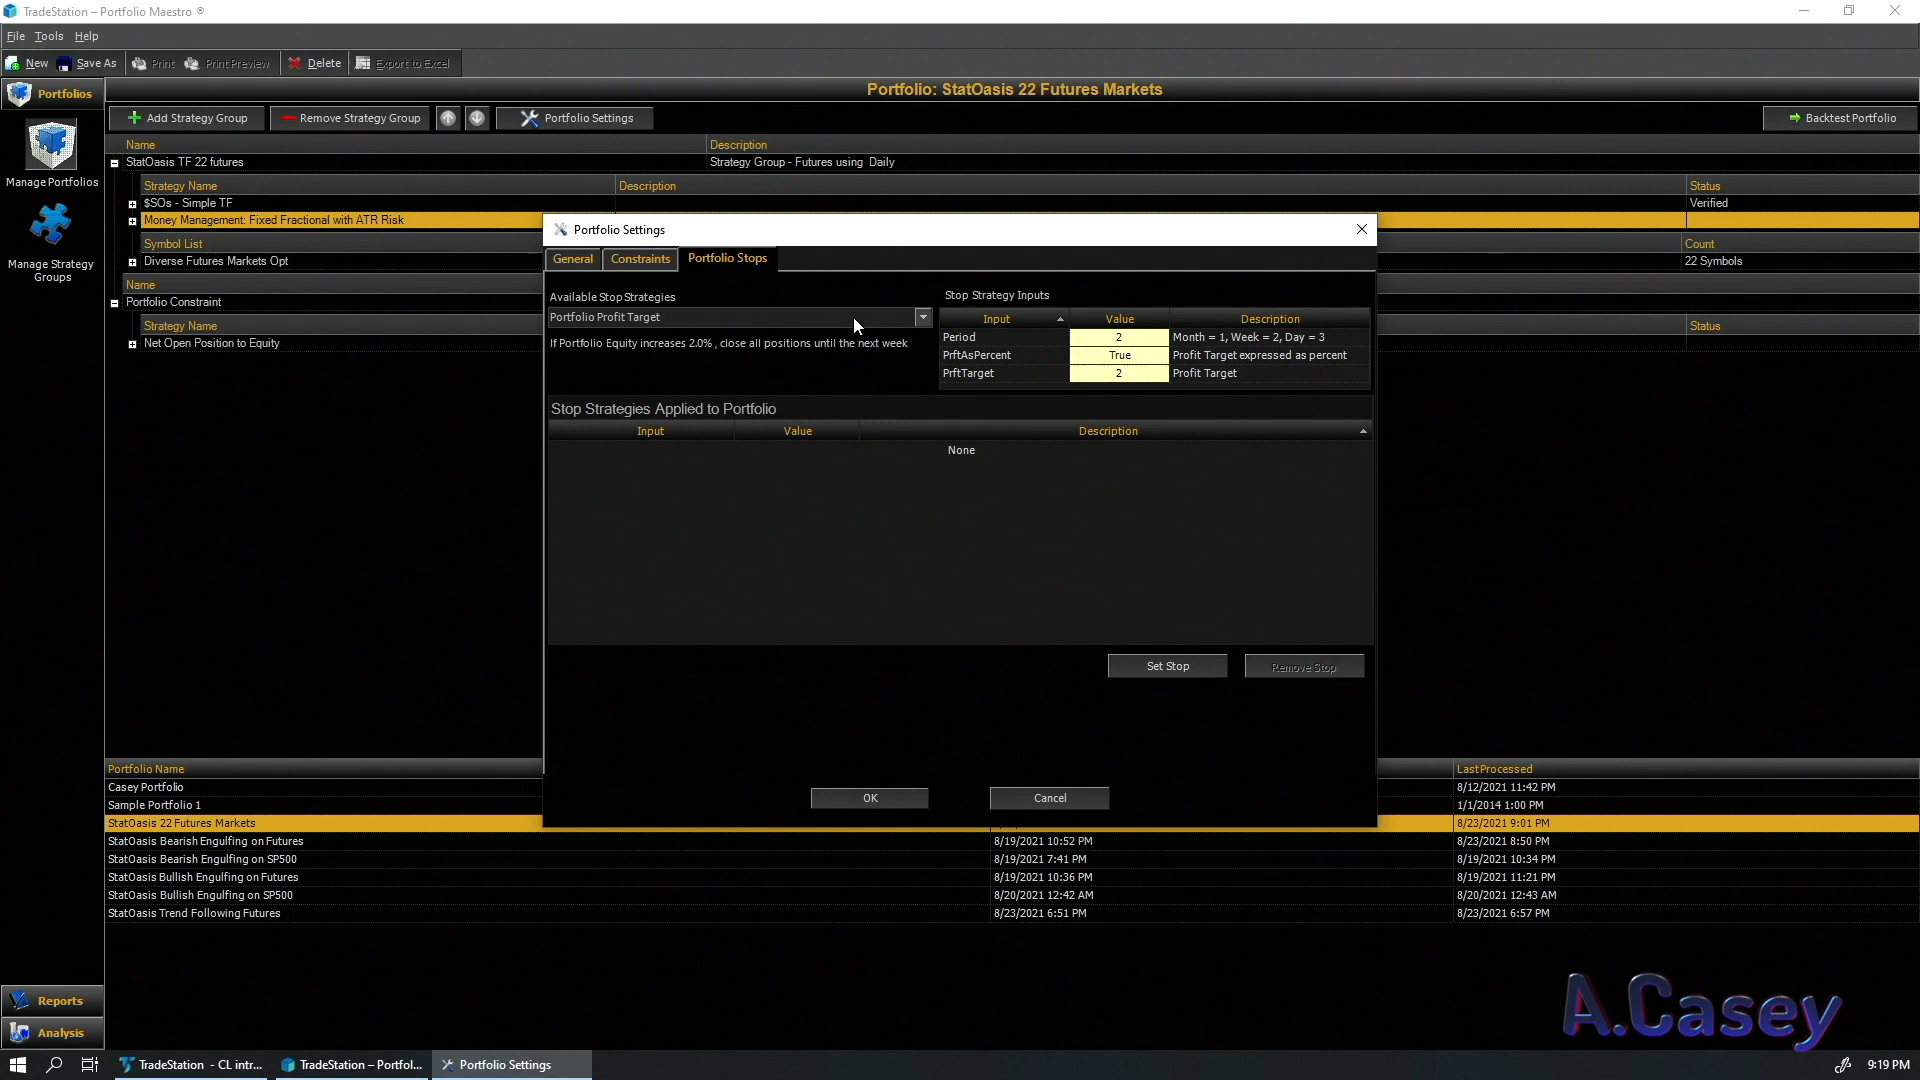 TradeStation – Portfolio Maestro ®
File Tools Help
New Save As Print Print Preview Delete Export to Excel
Portfolios
Portfolio: StatOasis 22 Futures Markets
Add Strategy Group Remove Strategy Group Portfolio Settings Backtest Portfolio
Manage Portfolios
Manage Strategy Groups
Name Description
StatOasis TF 22 futures Strategy Group - Futures using Daily
Strategy Name Description Status
$SOs - Simple TF Verified
Money Management: Fixed Fractional with ATR Risk
Symbol List Count
Diverse Futures Markets Opt 22 Symbols
Name
Portfolio Constraint
Strategy Name Status
Net Open Position to Equity
Portfolio Settings
General Constraints Portfolio Stops
Available Stop Strategies
Portfolio Profit Target
If Portfolio Equity increases 2.0% , close all positions until the next week
Stop Strategy Inputs
Input Value Description
Period 2 Month = 1, Week = 2, Day = 3
PrftAsPercent True Profit Target expressed as percent
PrftTarget 2 Profit Target
Stop Strategies Applied to Portfolio
Input Value Description
None
Set Stop Remove Stop
OK Cancel
Portfolio Name LastProcessed
Casey Portfolio 8/12/2021 11:42 PM
Sample Portfolio 1 1/1/2014 1:00 PM
StatOasis 22 Futures Markets 8/23/2021 9:01 PM
StatOasis Bearish Engulfing on Futures 8/19/2021 10:52 PM 8/23/2021 8:50 PM
StatOasis Bearish Engulfing on SP500 8/19/2021 7:41 PM 8/19/2021 10:34 PM
StatOasis Bullish Engulfing on Futures 8/19/2021 10:36 PM 8/19/2021 11:21 PM
StatOasis Bullish Engulfing on SP500 8/20/2021 12:42 AM 8/20/2021 12:43 AM
StatOasis Trend Following Futures 8/23/2021 6:51 PM 8/23/2021 6:57 PM
Reports
Analysis
A.Casey
TradeStation - CL intr... TradeStation – Portfol... Portfolio Settings 9:19 PM